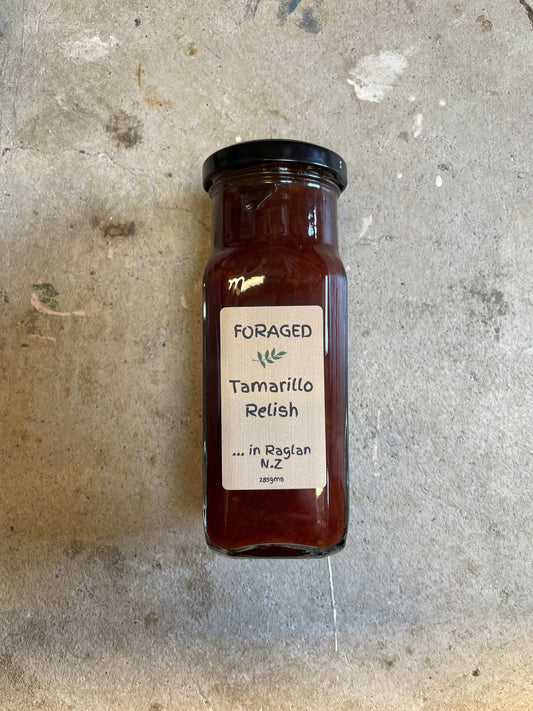 FORAGED
Tamarillo
Relish
... in Raglan
N.Z
285gms